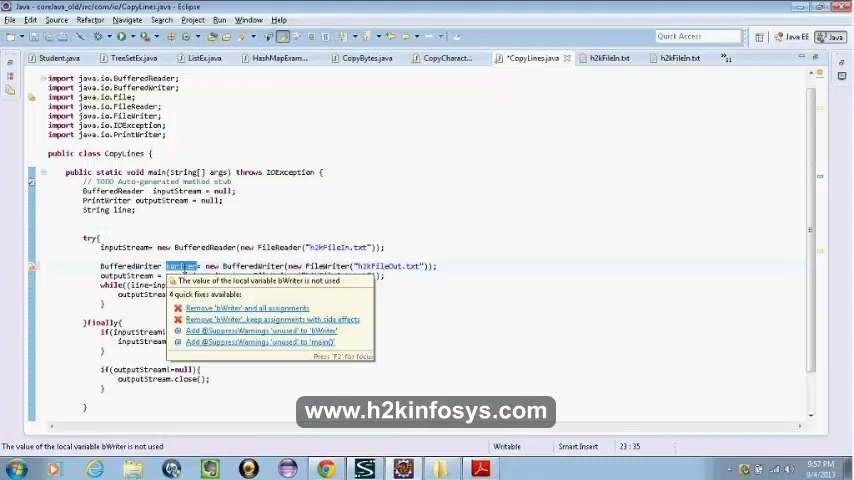 Java - coreJava_old/src/com/io/CopyLines.java - Eclipse
File Edit Source Refactor Navigate Search Project Run Window Help
Quick Access
Java EE
Java
Student.java
TreeSetEx.java
ListEx.java
HashMapExam...
CopyBytes.java
CopyCharact...
*CopyLines.java
h2kFileIn.txt
h2kFileIn.txt
11
import java.io.BufferedReader;
import java.io.BufferedWriter;
import java.io.File;
import java.io.FileReader;
import java.io.FileWriter;
import java.io.IOException;
import java.io.PrintWriter;
public class CopyLines {
public static void main(String[] args) throws IOException {
// TODO Auto-generated method stub
BufferedReader inputStream = null;
PrintWriter outputStream = null;
String line;
try{
inputStream= new BufferedReader(new FileReader("h2kFileIn.txt"));
BufferedWriter bWriter= new BufferedWriter(new FileWriter("h2kFileOut.txt"));
outputStream =
while((line=inp
outputStrea
}
}finally{
if(inputStream!
inputStream
}
if(outputStream!=null){
outputStream.close();
}
}
The value of the local variable bWriter is not used
4 quick fixes available:
Remove 'bWriter' and all assignments
Remove 'bWriter', keep assignments with side effects
Add @SuppressWarnings 'unused' to 'bWriter'
Add @SuppressWarnings 'unused' to 'main()'
Press 'F2' for focus
www.h2kinfosys.com
The value of the local variable bWriter is not used
Writable
Smart Insert
23 : 35
9:57 PM
9/4/2013